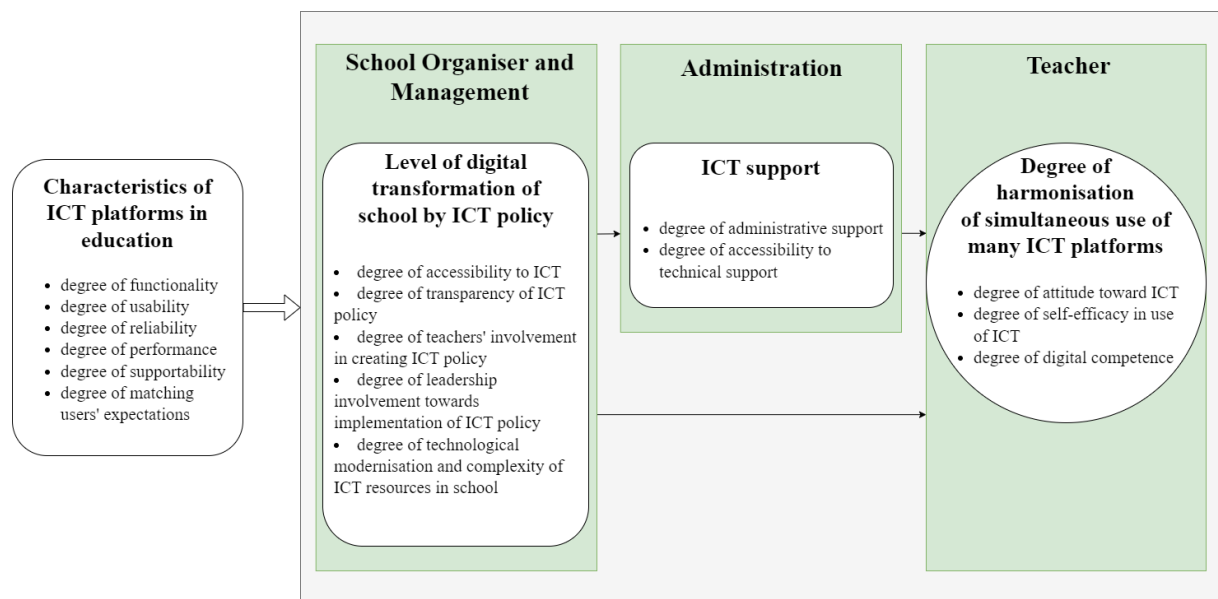 Characteristics of
ICT platforms in
education
• degree of functionality
• degree of usability
• degree of reliability
• degree of performance
• degree of supportability
• degree of matching
users' expectations
School Organiser and
Management
Level of digital
transformation of
school by ICT policy
• degree of accessibility to ICT
• degree of transparency of ICT
policy
• degree of teachers' involvement
in creating ICT policy
• degree of leadership
involvement towards
implementation of ICT policy
• degree of technological
modernisation and complexity of
ICT resources in school
Administration
ICT support
• degree of administrative support
• degree of accessibility to
technical support
Teacher
Degree of
harmonisation
of simultaneous use of
many ICT platforms
• degree of attitude toward ICT
• degree of self-efficacy in use
of ICT
• degree of digital competence